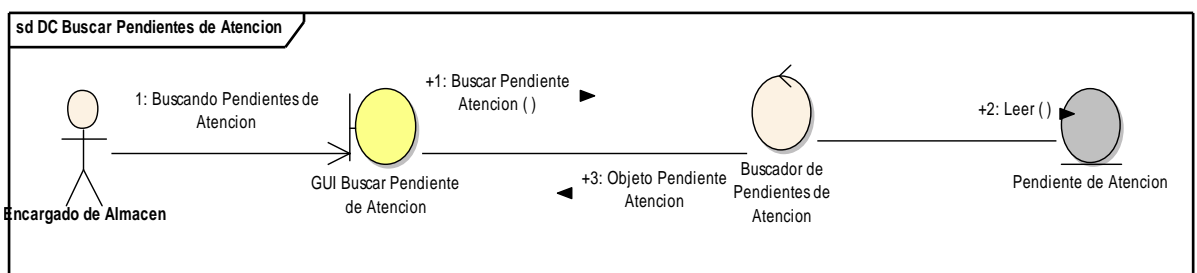 sd DC Buscar Pendientes de Atencion
1: Buscando Pendientes de
Atencion
+1: Buscar Pendiente
Atencion ( )
+2: Leer ( )
+3: Objeto Pendiente
Atencion
Encargado de Almacen
GUI Buscar Pendiente
de Atencion
Buscador de
Pendientes de
Atencion
Pendiente de Atencion